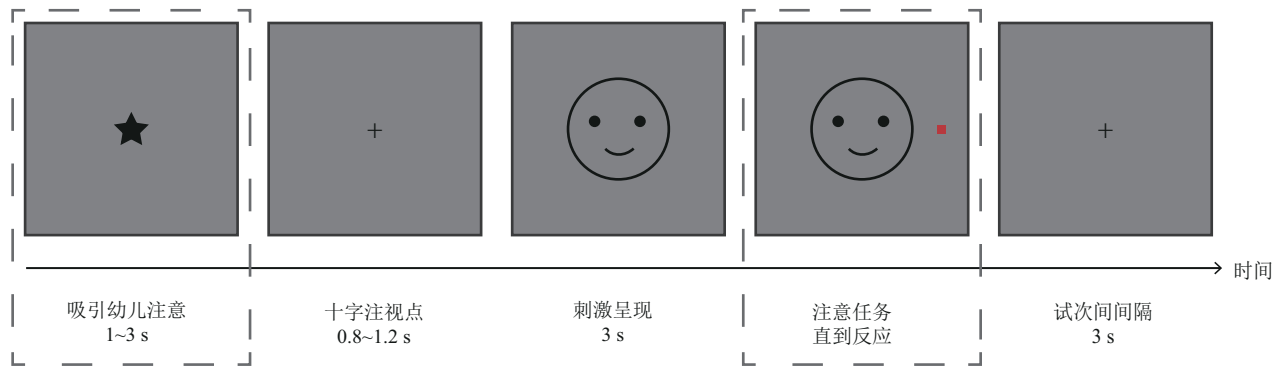 时间
吸引幼儿注意
1~3 s
十字注视点
0.8~1.2 s
刺激呈现
3 s
注意任务
直到反应
试次间间隔
3 s